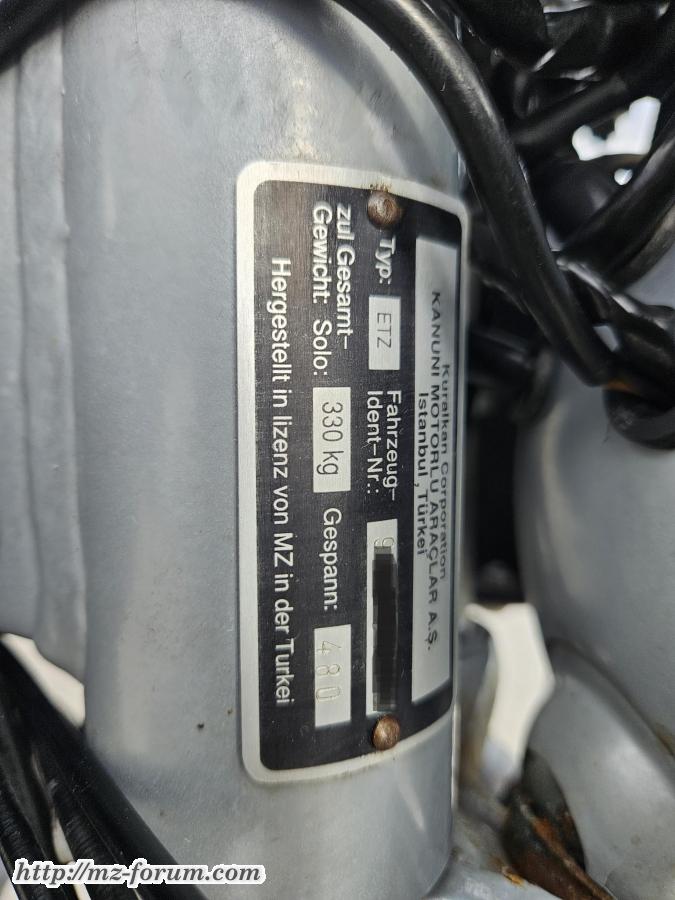 Kuralkan Corporation
KANUNI MOTORLU ARAÇLAR A.Ş.
Istanbul, Türkei
Typ: ETZ Fahrzeug-
Ident-Nr.: 9
zul Gesamt-
Gewicht: Solo: 330 kg Gespann: 480
Hergestellt in lizenz von MZ in der Turkei
http://mz-forum.com